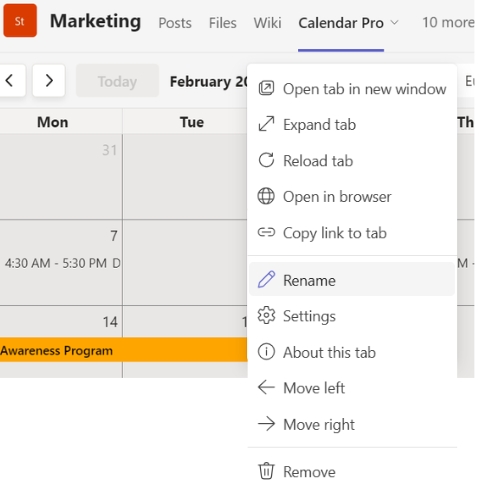 St Marketing Posts Files Wiki Calendar Pro 10 more
Today February 20
Mon Tue Th
Open tab in new window
Expand tab
31
Reload tab
Open in browser
Copy link to tab
7
4:30 AM - 5:30 PM D
Rename
Settings
14
Awareness Program
About this tab
Move left
Move right
Remove